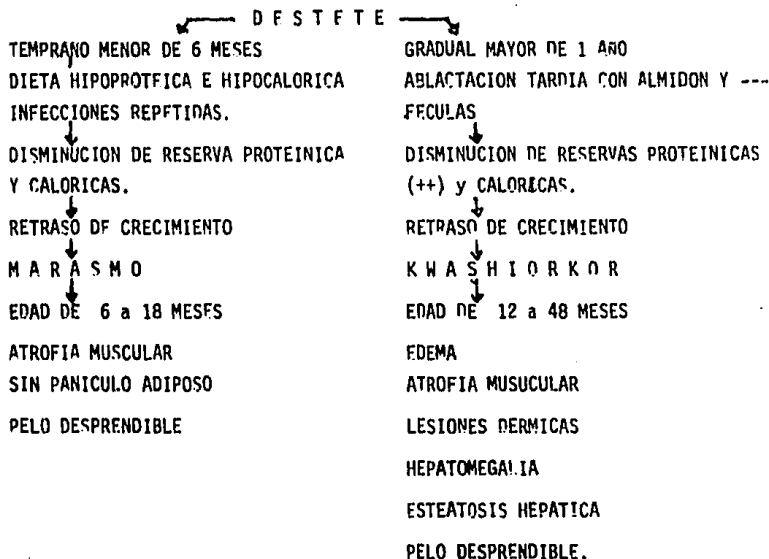 DESTETE
TEMPRANO MENOR DE 6 MESES
DIETA HIPOPROTEICA E HIPOCALORICA
INFECCIONES REPETIDAS.
DISMINUCION DE RESERVA PROTEINICA
Y CALORICAS.
RETRASO DE CRECIMIENTO
MARASMO
EDAD DE 6 a 18 MESES
ATROFIA MUSCULAR
SIN PANICULO ADIPOSO
PELO DESPRENDIBLE
GRADUAL MAYOR DE 1 AÑO
ABLACTACION TARDIA CON ALMIDON Y ---
FECULAS
DISMINUCION DE RESERVAS PROTEINICAS
(++) y CALORICAS.
RETRASO DE CRECIMIENTO
KWASHIORKOR
EDAD DE 12 a 48 MESES
EDEMA
ATROFIA MUSUCULAR
LESIONES DERMICAS
HEPATOMEGALIA
ESTEATOSIS HEPATICA
PELO DESPRENDIBLE.